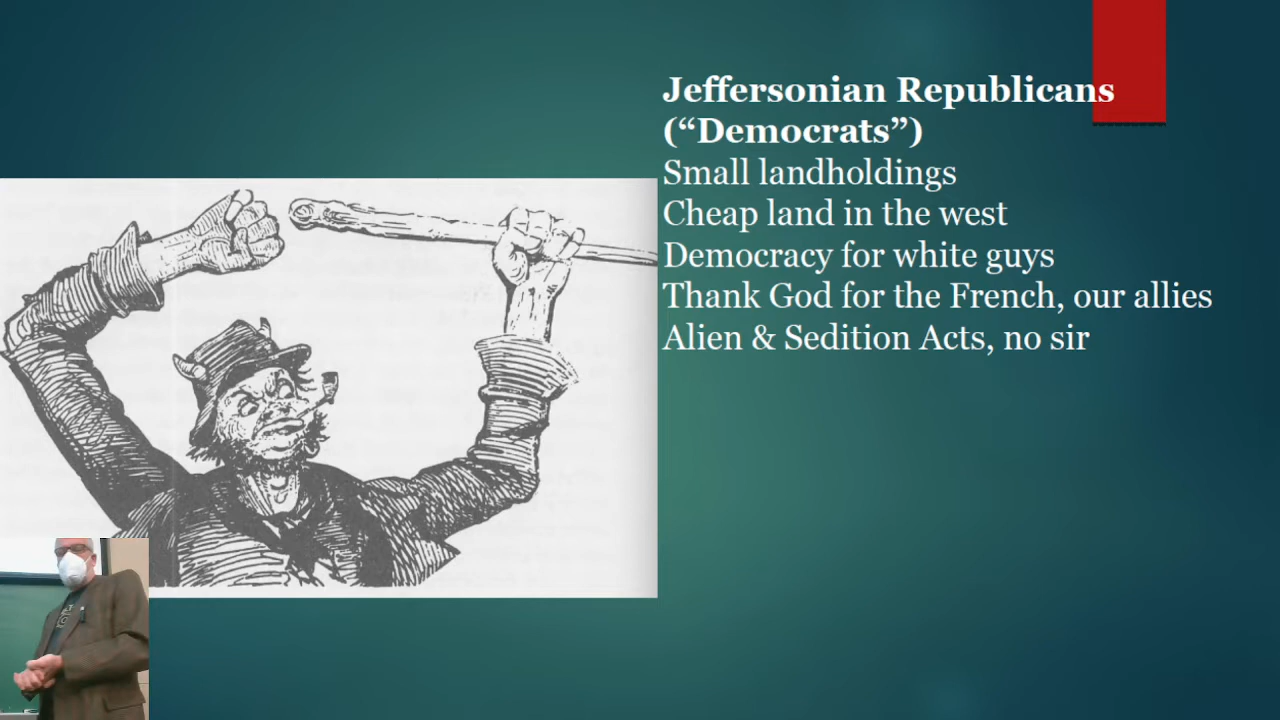 Jeffersonian Republicans
(“Democrats”)
Small landholdings
Cheap land in the west
Democracy for white guys
Thank God for the French, our allies
Alien & Sedition Acts, no sir